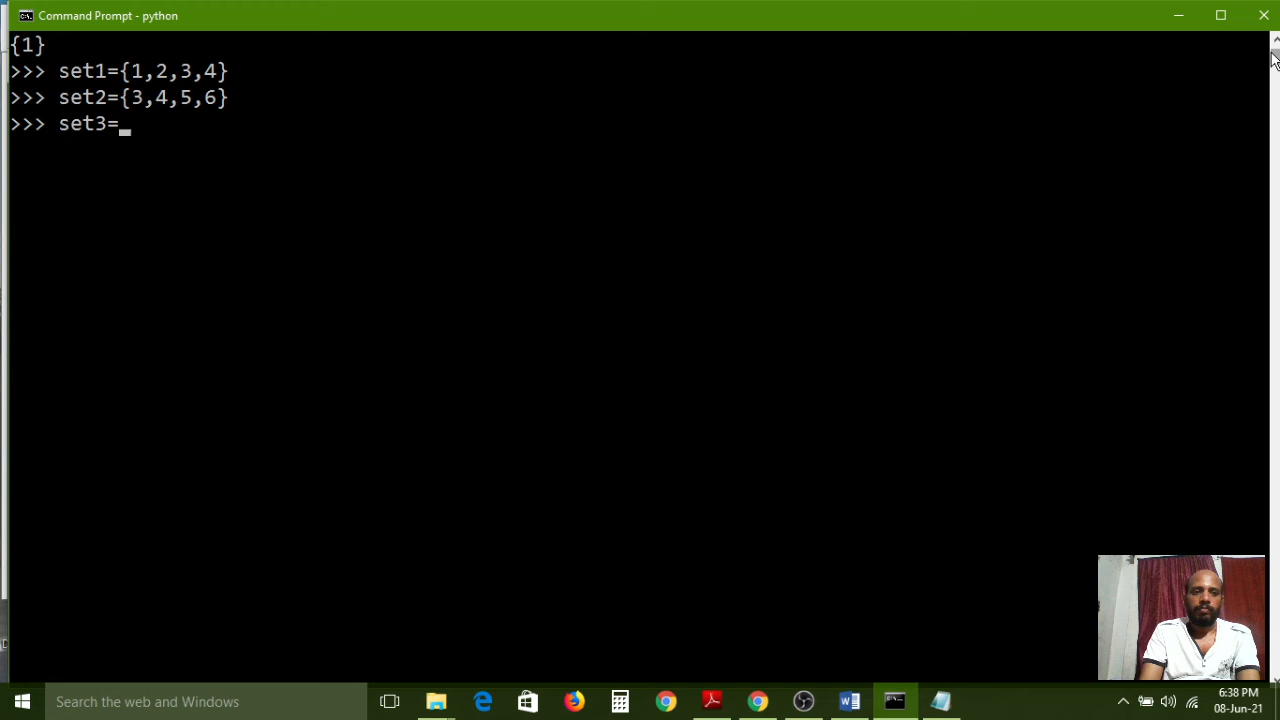 Command Prompt - python
{1}
>>> set1={1,2,3,4}
>>> set2={3,4,5,6}
>>> set3=
Search the web and Windows
6:38 PM
08-Jun-21